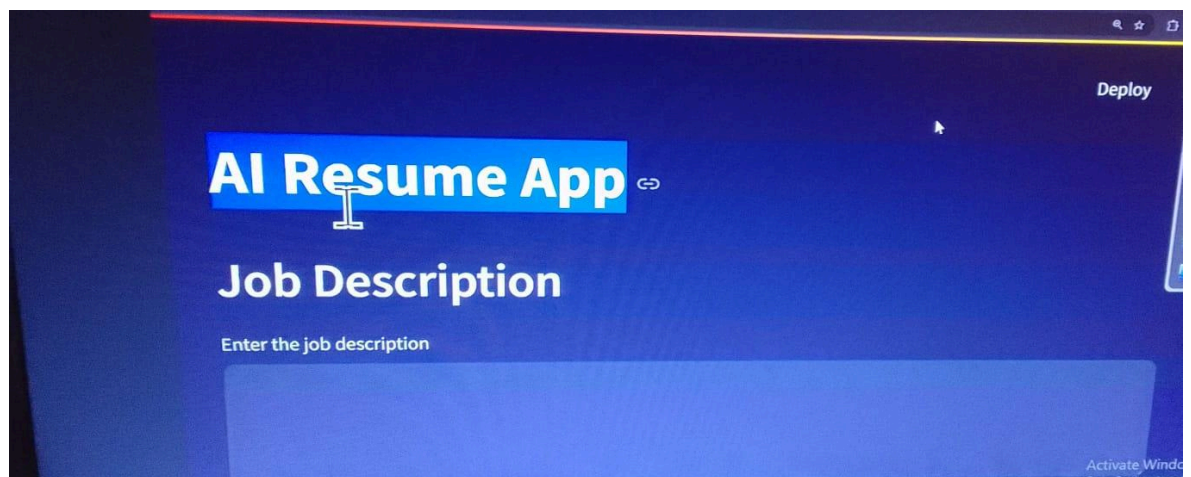 Deploy
AI Resume App
Job Description
Enter the job description
Activate Windo